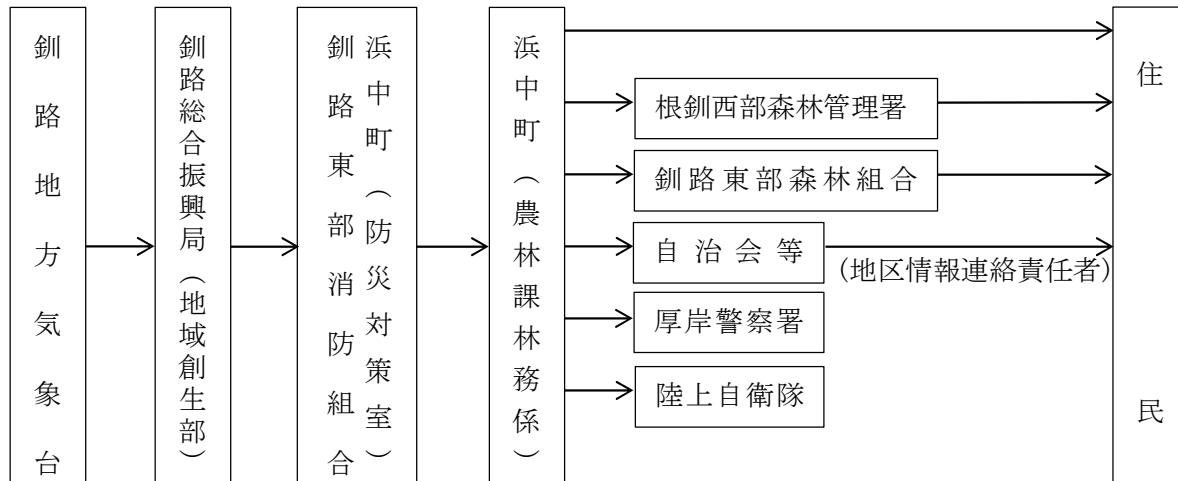 釧路地方気象台
釧路総合振興局（地域創生部）
浜中町（防災対策室）
釧路東部消防組合
浜中町（農林課林務係）
根釧西部森林管理署
釧路東部森林組合
自治会等
(地区情報連絡責任者)
厚岸警察署
陸上自衛隊
住民